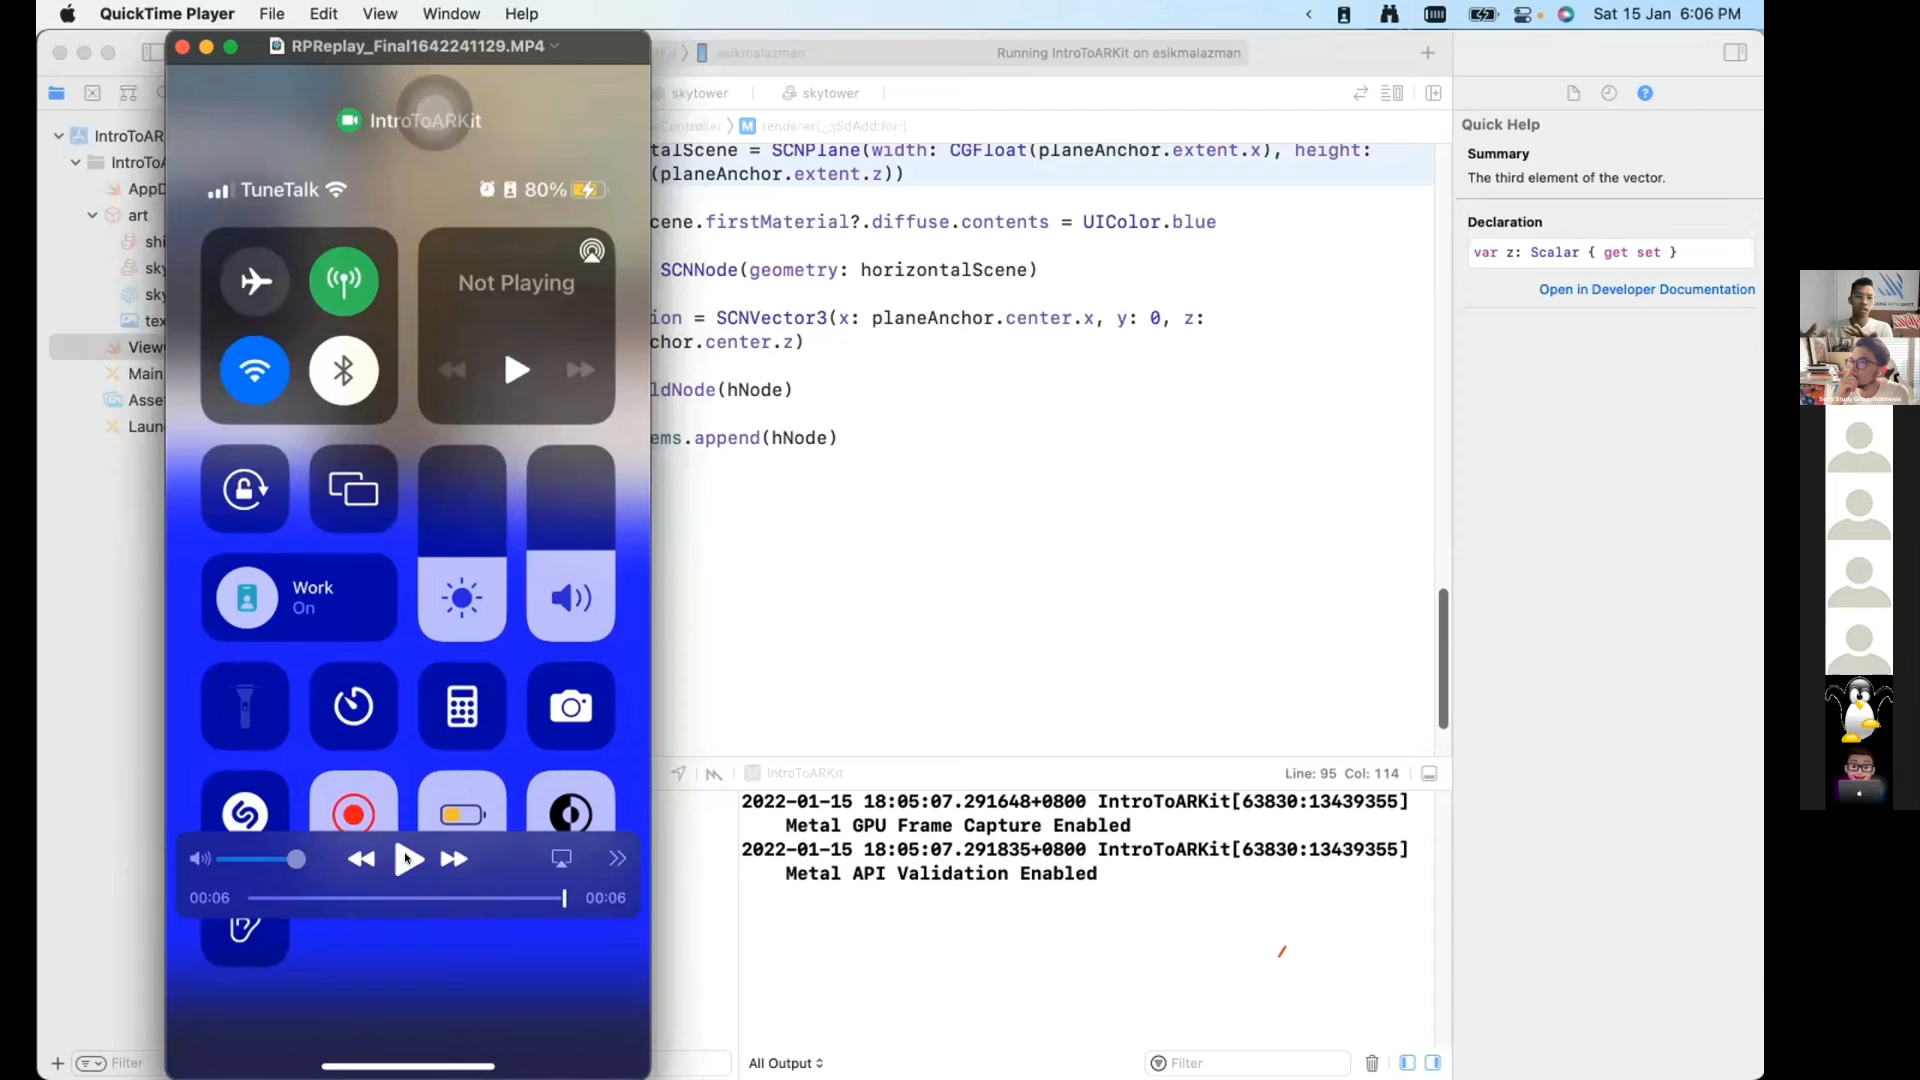 QuickTime Player File Edit View Window Help
Sat 15 Jan 6:06 PM
RPReplay_Final1642241129.MP4
esikmalazman
Running IntroToARKit on esikmalazman
skytower
skytower
IntroToAR
IntroToA
AppD
art
shi
sky
sky
tex
View
Main
Asse
Laun
Filter
IntroToARKit
TuneTalk
80%
Not Playing
Work
On
00:06
00:06
renderer(_:didAdd:for:)
talScene = SCNPlane(width: CGFloat(planeAnchor.extent.x), height:
(planeAnchor.extent.z))
cene.firstMaterial?.diffuse.contents = UIColor.blue
SCNNode(geometry: horizontalScene)
ion = SCNVector3(x: planeAnchor.center.x, y: 0, z:
chor.center.z)
ldNode(hNode)
ems.append(hNode)
IntroToARKit
Line: 95 Col: 114
2022-01-15 18:05:07.291648+0800 IntroToARKit[63830:13439355]
Metal GPU Frame Capture Enabled
2022-01-15 18:05:07.291835+0800 IntroToARKit[63830:13439355]
Metal API Validation Enabled
All Output
Filter
Quick Help
Summary
The third element of the vector.
Declaration
var z: Scalar { get set }
Open in Developer Documentation